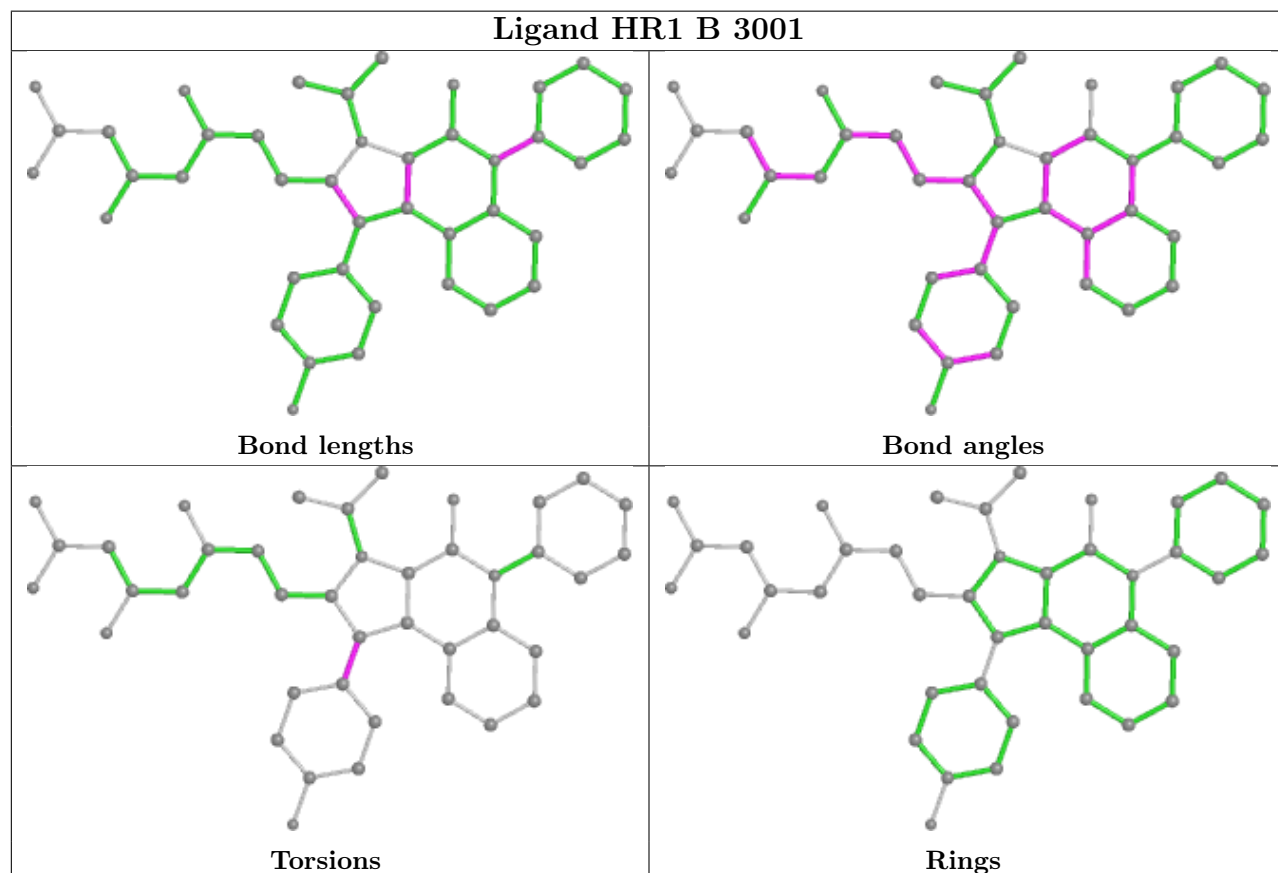 Ligand HR1 B 3001
Bond lengths
Bond angles
Torsions
Rings